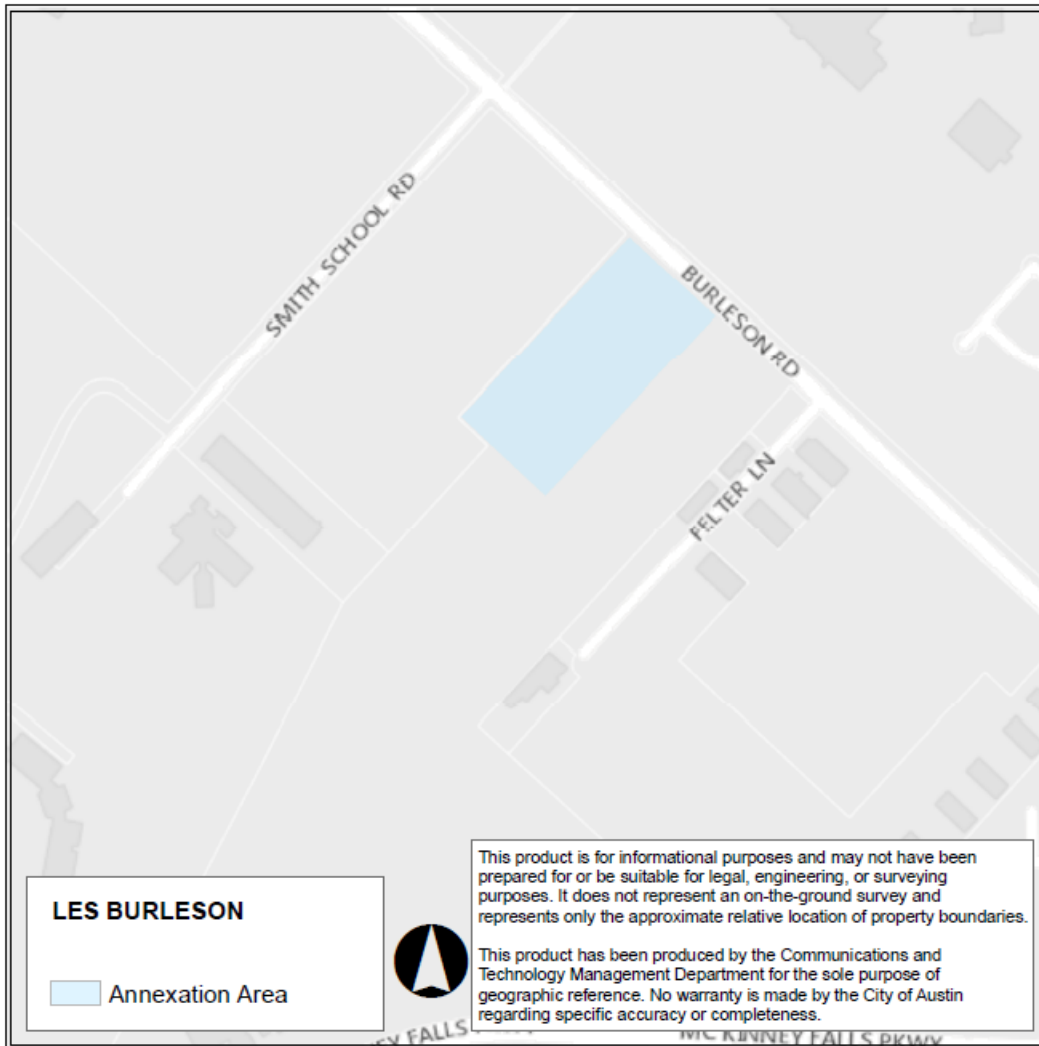 SMITH SCHOOL RD
BURLESON RD
FELTER LN
LES BURLESON
Annexation Area
This product is for informational purposes and may not have been
prepared for or be suitable for legal, engineering, or surveying
purposes. It does not represent an on-the-ground survey and
represents only the approximate relative location of property boundaries.
This product has been produced by the Communications and
Technology Management Department for the sole purpose of
geographic reference. No warranty is made by the City of Austin
regarding specific accuracy or completeness.
FALLS
MC KINNEY FALLS PKWY